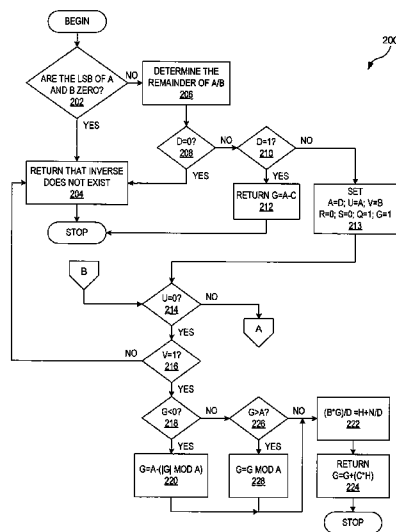 BEGIN
200
ARE THE LSB OF A
AND B ZERO?
202
NO
DETERMINE THE
REMAINDER OF A/B
206
YES
D=0?
208
NO
D=1?
210
NO
YES
YES
RETURN THAT INVERSE
DOES NOT EXIST
204
RETURN G=A-C
212
SET
A=D; U=A; V=B
R=0; S=0; Q=1; G=1
213
STOP
B
U=0?
214
NO
A
YES
NO
V=1?
216
YES
G<0?
218
NO
G>A?
226
NO
(B*G)/D =H+N/D
222
YES
YES
G=A-(|G| MOD A)
220
G=G MOD A
228
RETURN
G=G+(C*H)
224
STOP